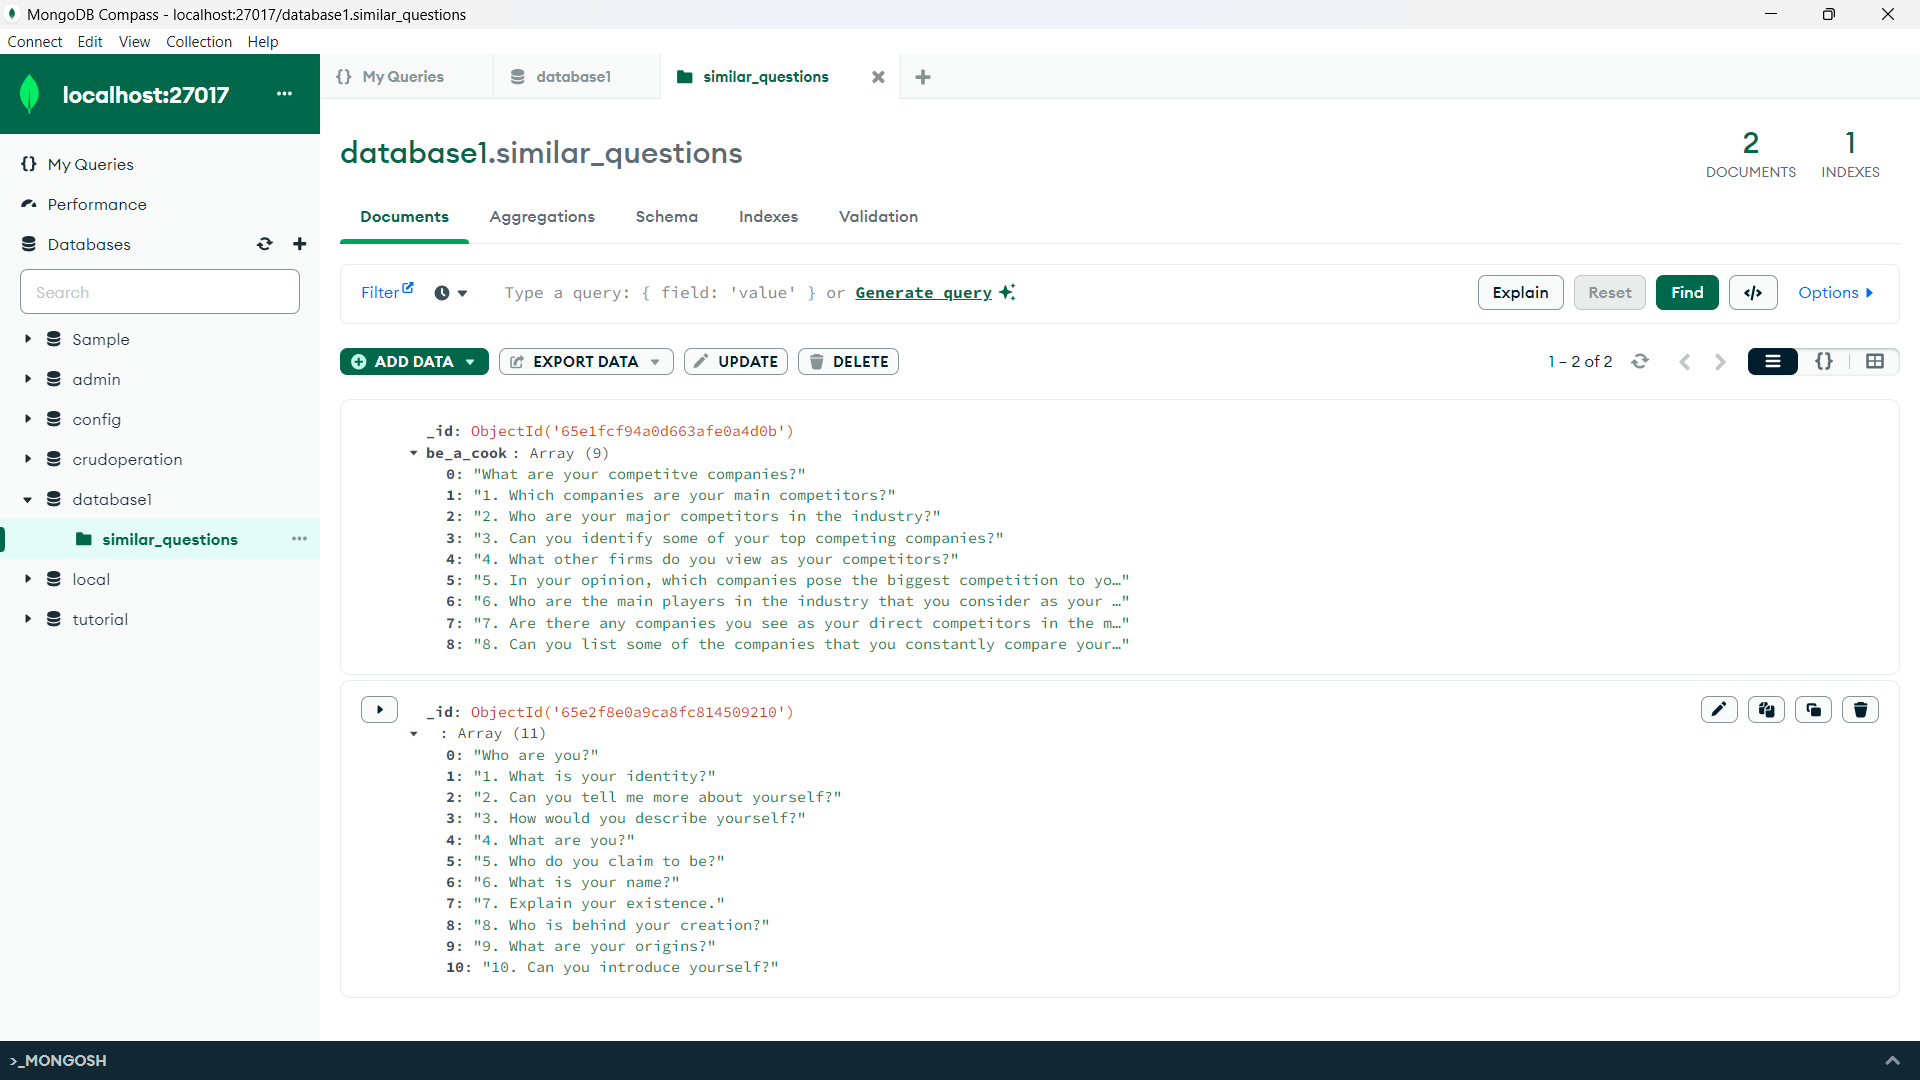 MongoDB Compass - localhost:27017/database1.similar_questions
Connect Edit View Collection Help
localhost:27017
{} My Queries
database1
similar_questions
My Queries
Performance
Databases
Search
Sample
admin
config
crudoperation
database1
similar_questions
local
tutorial
database1.similar_questions
2
DOCUMENTS
1
INDEXES
Documents Aggregations Schema Indexes Validation
Filter Type a query: { field: 'value' } or Generate query Explain Reset Find </> Options
ADD DATA EXPORT DATA UPDATE DELETE 1 – 2 of 2 {}
_id: ObjectId('65e1fcf94a0d663afe0a4d0b')
be_a_cook : Array (9)
0: "What are your competitve companies?"
1: "1. Which companies are your main competitors?"
2: "2. Who are your major competitors in the industry?"
3: "3. Can you identify some of your top competing companies?"
4: "4. What other firms do you view as your competitors?"
5: "5. In your opinion, which companies pose the biggest competition to yo…"
6: "6. Who are the main players in the industry that you consider as your …"
7: "7. Are there any companies you see as your direct competitors in the m…"
8: "8. Can you list some of the companies that you constantly compare your…"
_id: ObjectId('65e2f8e0a9ca8fc814509210')
: Array (11)
0: "Who are you?"
1: "1. What is your identity?"
2: "2. Can you tell me more about yourself?"
3: "3. How would you describe yourself?"
4: "4. What are you?"
5: "5. Who do you claim to be?"
6: "6. What is your name?"
7: "7. Explain your existence."
8: "8. Who is behind your creation?"
9: "9. What are your origins?"
10: "10. Can you introduce yourself?"
>_MONGOSH